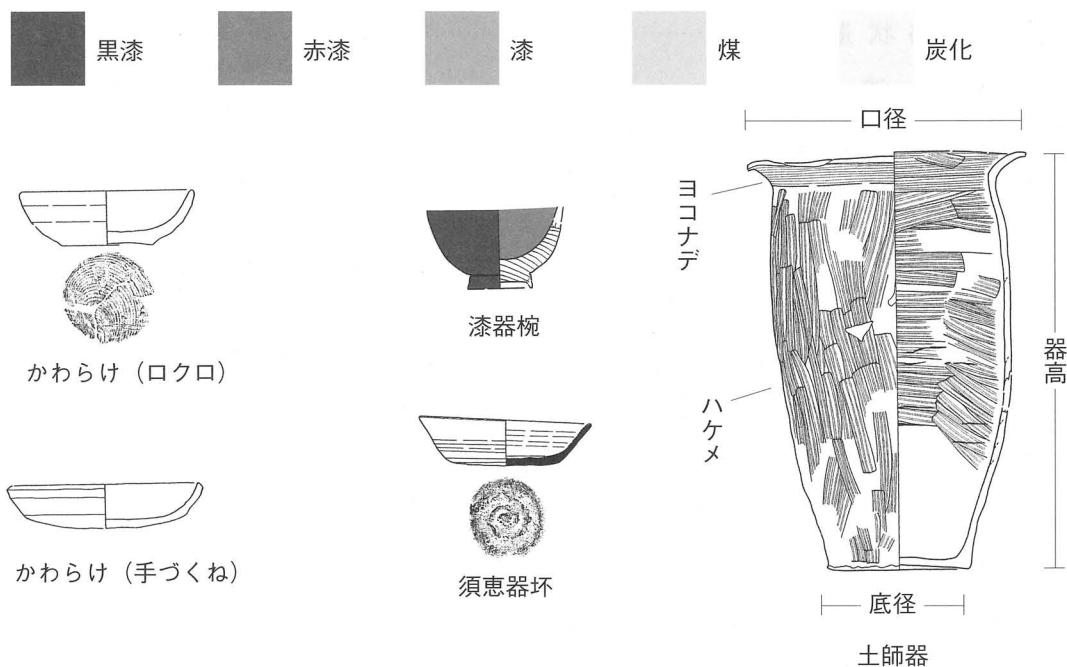 黒漆
赤漆
漆
煤
炭化
口径
ヨコナデ
器高
漆器椀
かわらけ（ロクロ）
ハケメ
かわらけ（手づくね）
須恵器坏
底径
土師器